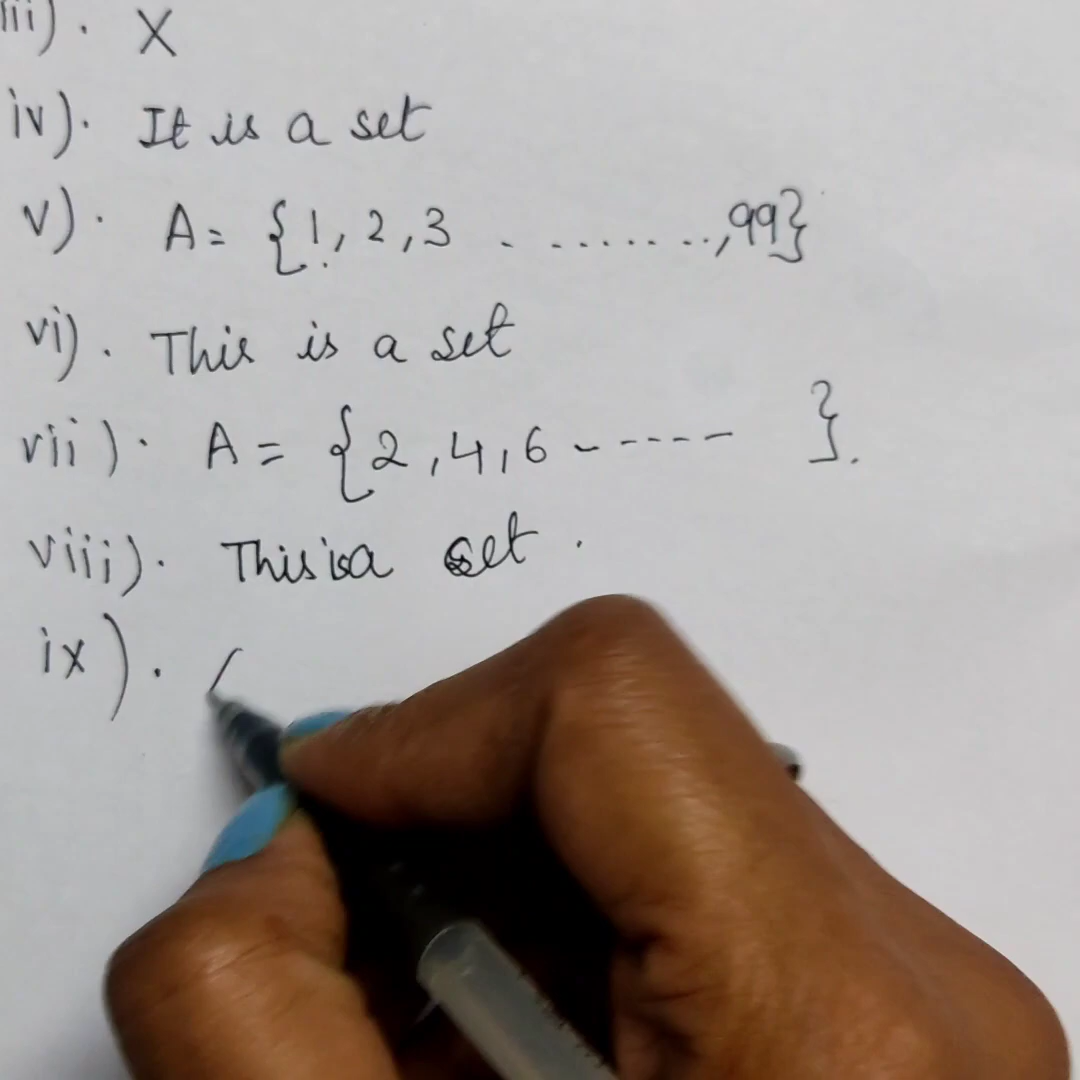 iii). X
iv). It is a set
v). A = {1, 2, 3 . ........, 99}
vi). This is a set
vii). A = {2, 4, 6 - ---- }.
viii). This is a set.
ix).